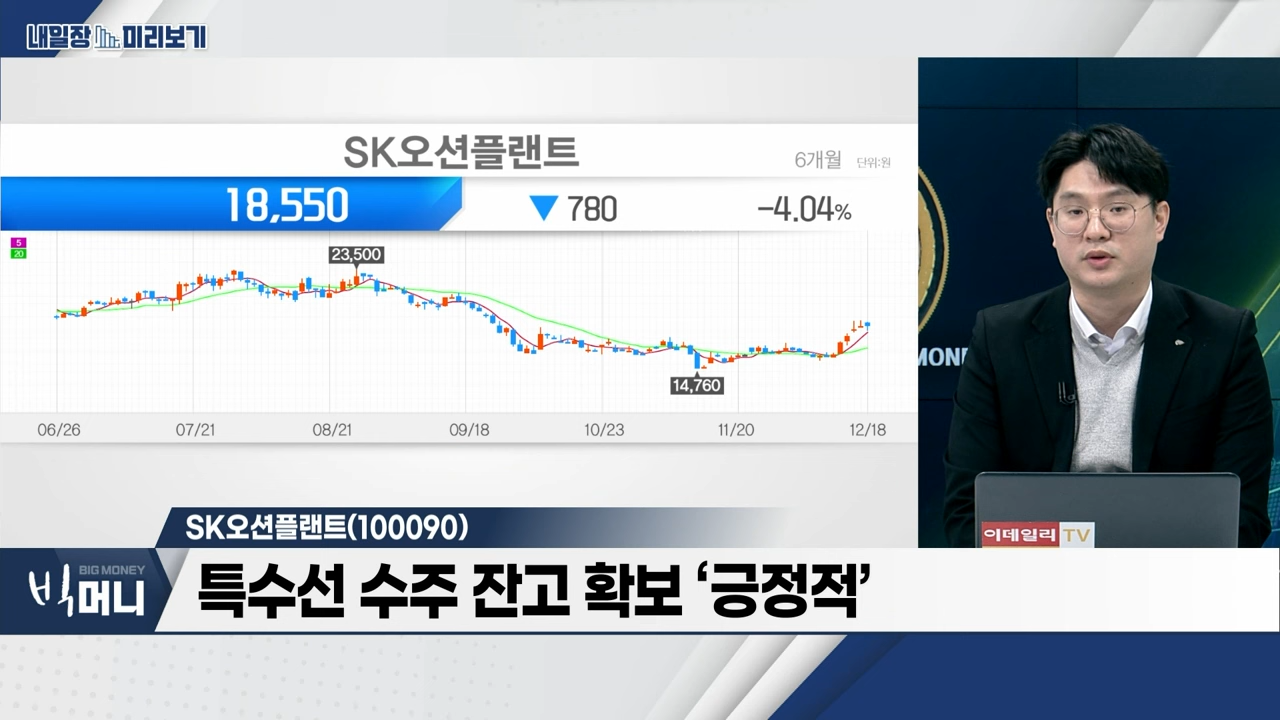 내일장 미리보기
SK오션플랜트
6개월 단위:원
18,550 ▼ 780 -4.04%
5
20
23,500
14,760
06/26 07/21 08/21 09/18 10/23 11/20 12/18
MONE
이데일리 TV
SK오션플랜트(100090)
빅머니 BIG MONEY
특수선 수주 잔고 확보 ‘긍정적’